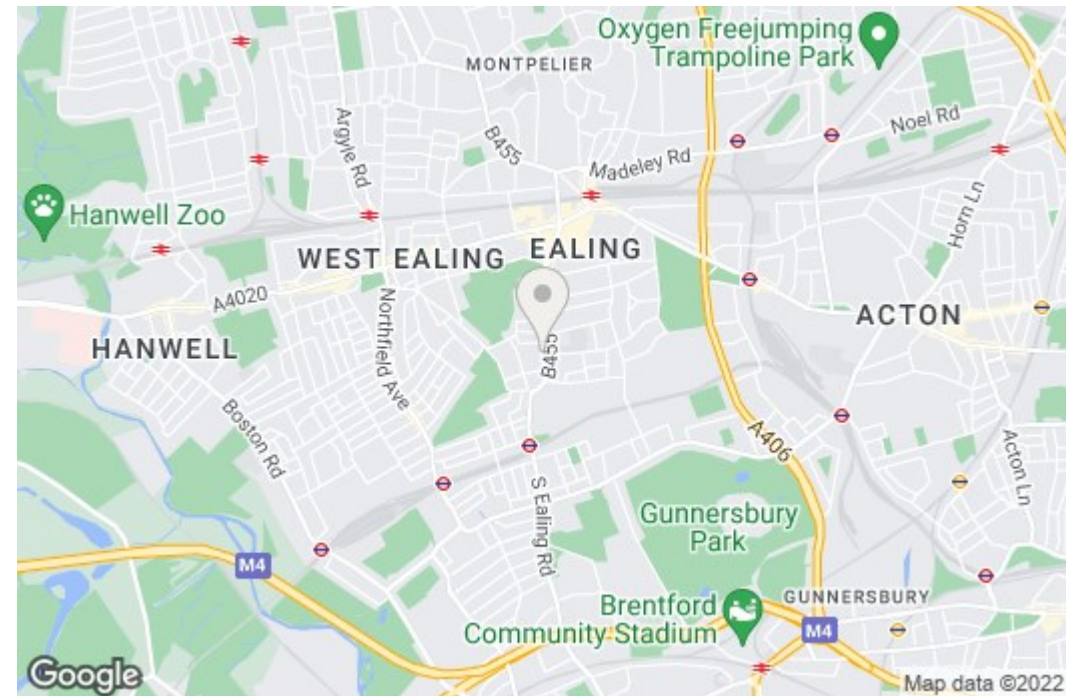 Oxygen Freejumping
Trampoline Park
MONTPELIER
Argyle Rd
B455
Noel Rd
Madeley Rd
Horn Ln
Hanwell Zoo
WEST EALING
EALING
A4020
Northfield Ave
ACTON
HANWELL
B455
Boston Rd
A406
Acton Ln
S Ealing Rd
Gunnersbury
Park
M4
Brentford
Community Stadium
GUNNERSBURY
M4
Google
Map data ©2022